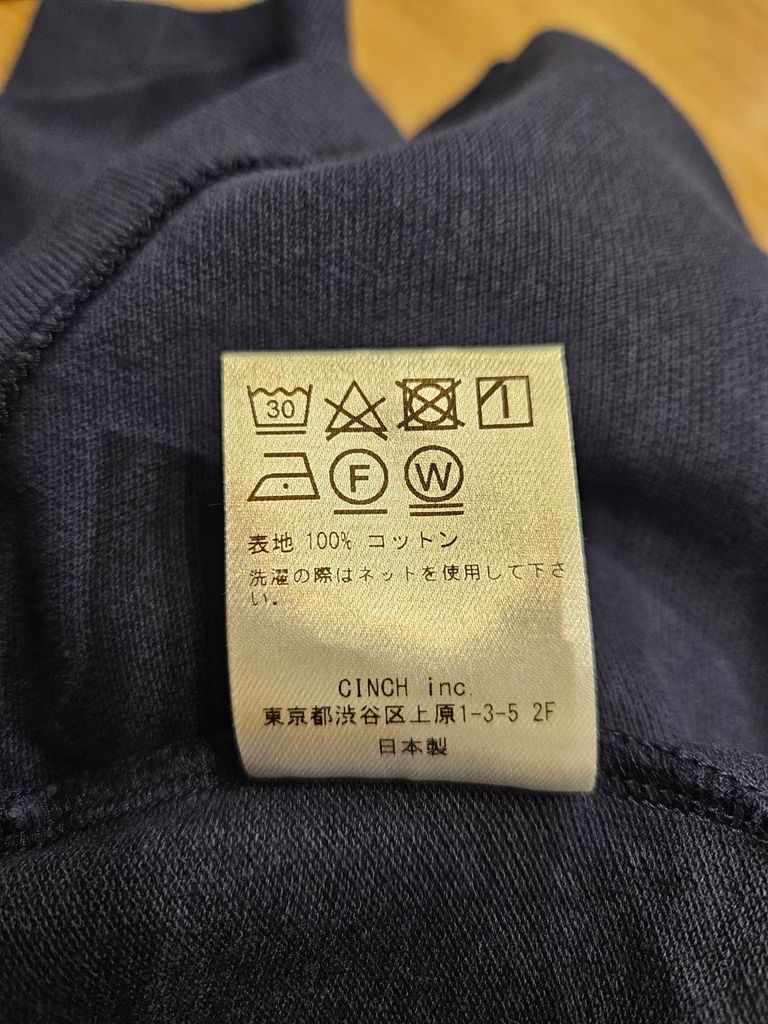 30
F W
表地 100% コットン
洗濯の際はネットを使用して下さ
い。
CINCH inc.
東京都渋谷区上原1-3-5 2F
日本製